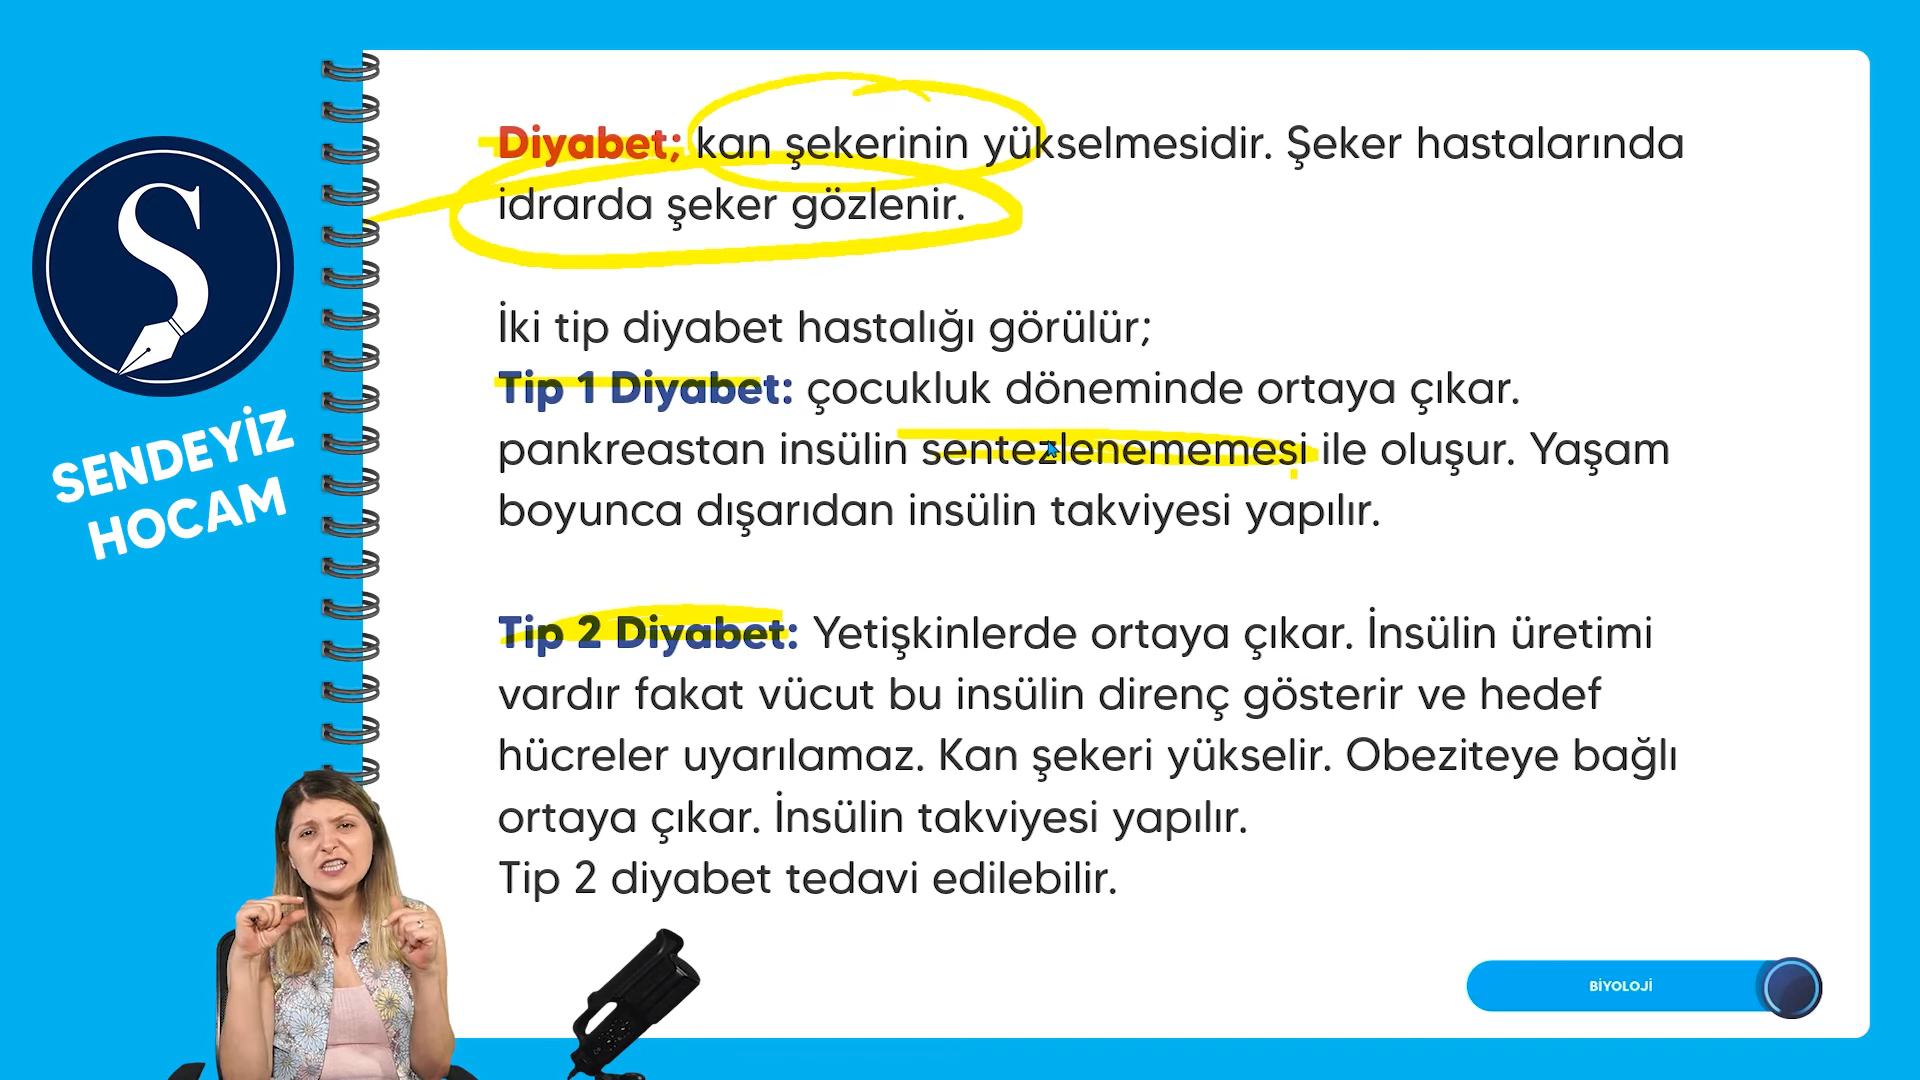 Diyabet; kan şekerinin yükselmesidir. Şeker hastalarında
idrarda şeker gözlenir.
İki tip diyabet hastalığı görülür;
Tip 1 Diyabet: çocukluk döneminde ortaya çıkar.
pankreastan insülin sentezlenememesi ile oluşur. Yaşam
boyunca dışarıdan insülin takviyesi yapılır.
Tip 2 Diyabet: Yetişkinlerde ortaya çıkar. İnsülin üretimi
vardır fakat vücut bu insülin direnç gösterir ve hedef
hücreler uyarılamaz. Kan şekeri yükselir. Obeziteye bağlı
ortaya çıkar. İnsülin takviyesi yapılır.
Tip 2 diyabet tedavi edilebilir.
S
SENDEYİZ
HOCAM
BİYOLOJİ